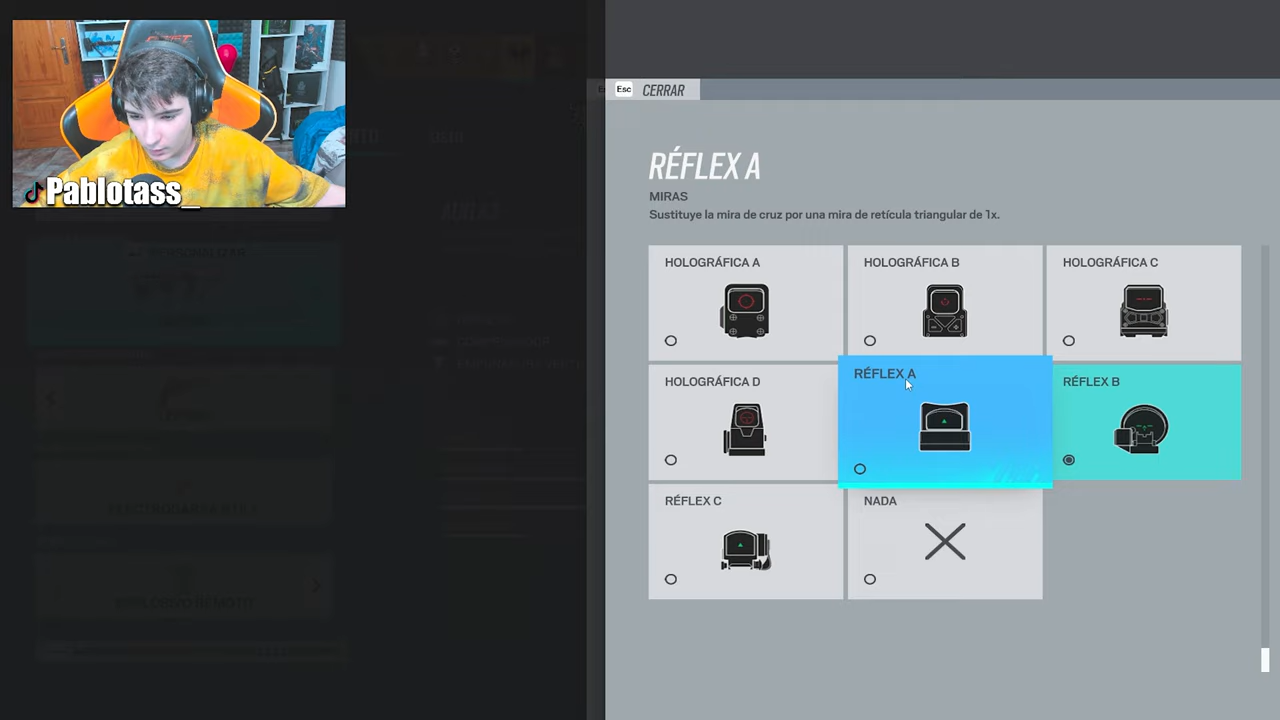 Pablotass_
PERSONALIZAR
Esc CERRAR
RÉFLEX A
MIRAS
Sustituye la mira de cruz por una mira de retícula triangular de 1x.
HOLOGRÁFICA A
HOLOGRÁFICA B
HOLOGRÁFICA C
HOLOGRÁFICA D
RÉFLEX A
RÉFLEX B
RÉFLEX C
NADA